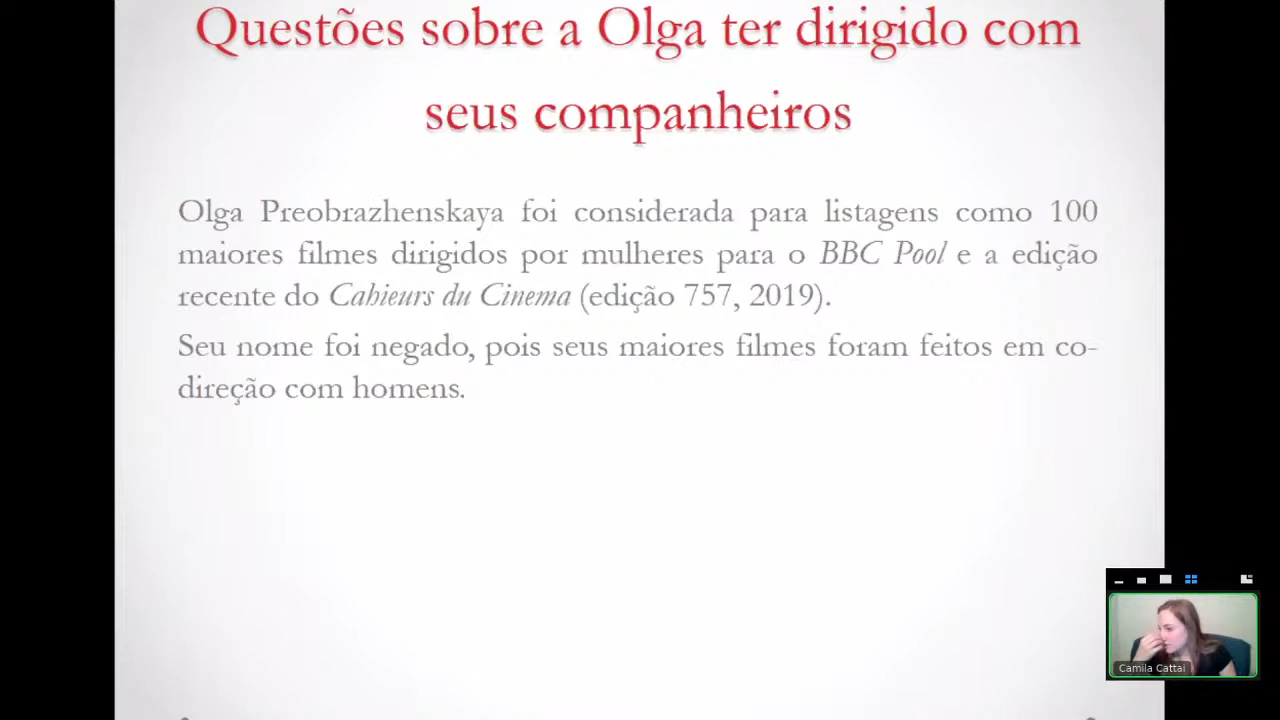 Questões sobre a Olga ter dirigido com
seus companheiros
Olga Preobrazhenskaya foi considerada para listagens como 100
maiores filmes dirigidos por mulheres para o BBC Pool e a edição
recente do Cahieurs du Cinema (edição 757, 2019).
Seu nome foi negado, pois seus maiores filmes foram feitos em co-
direção com homens.
Camila Cattai